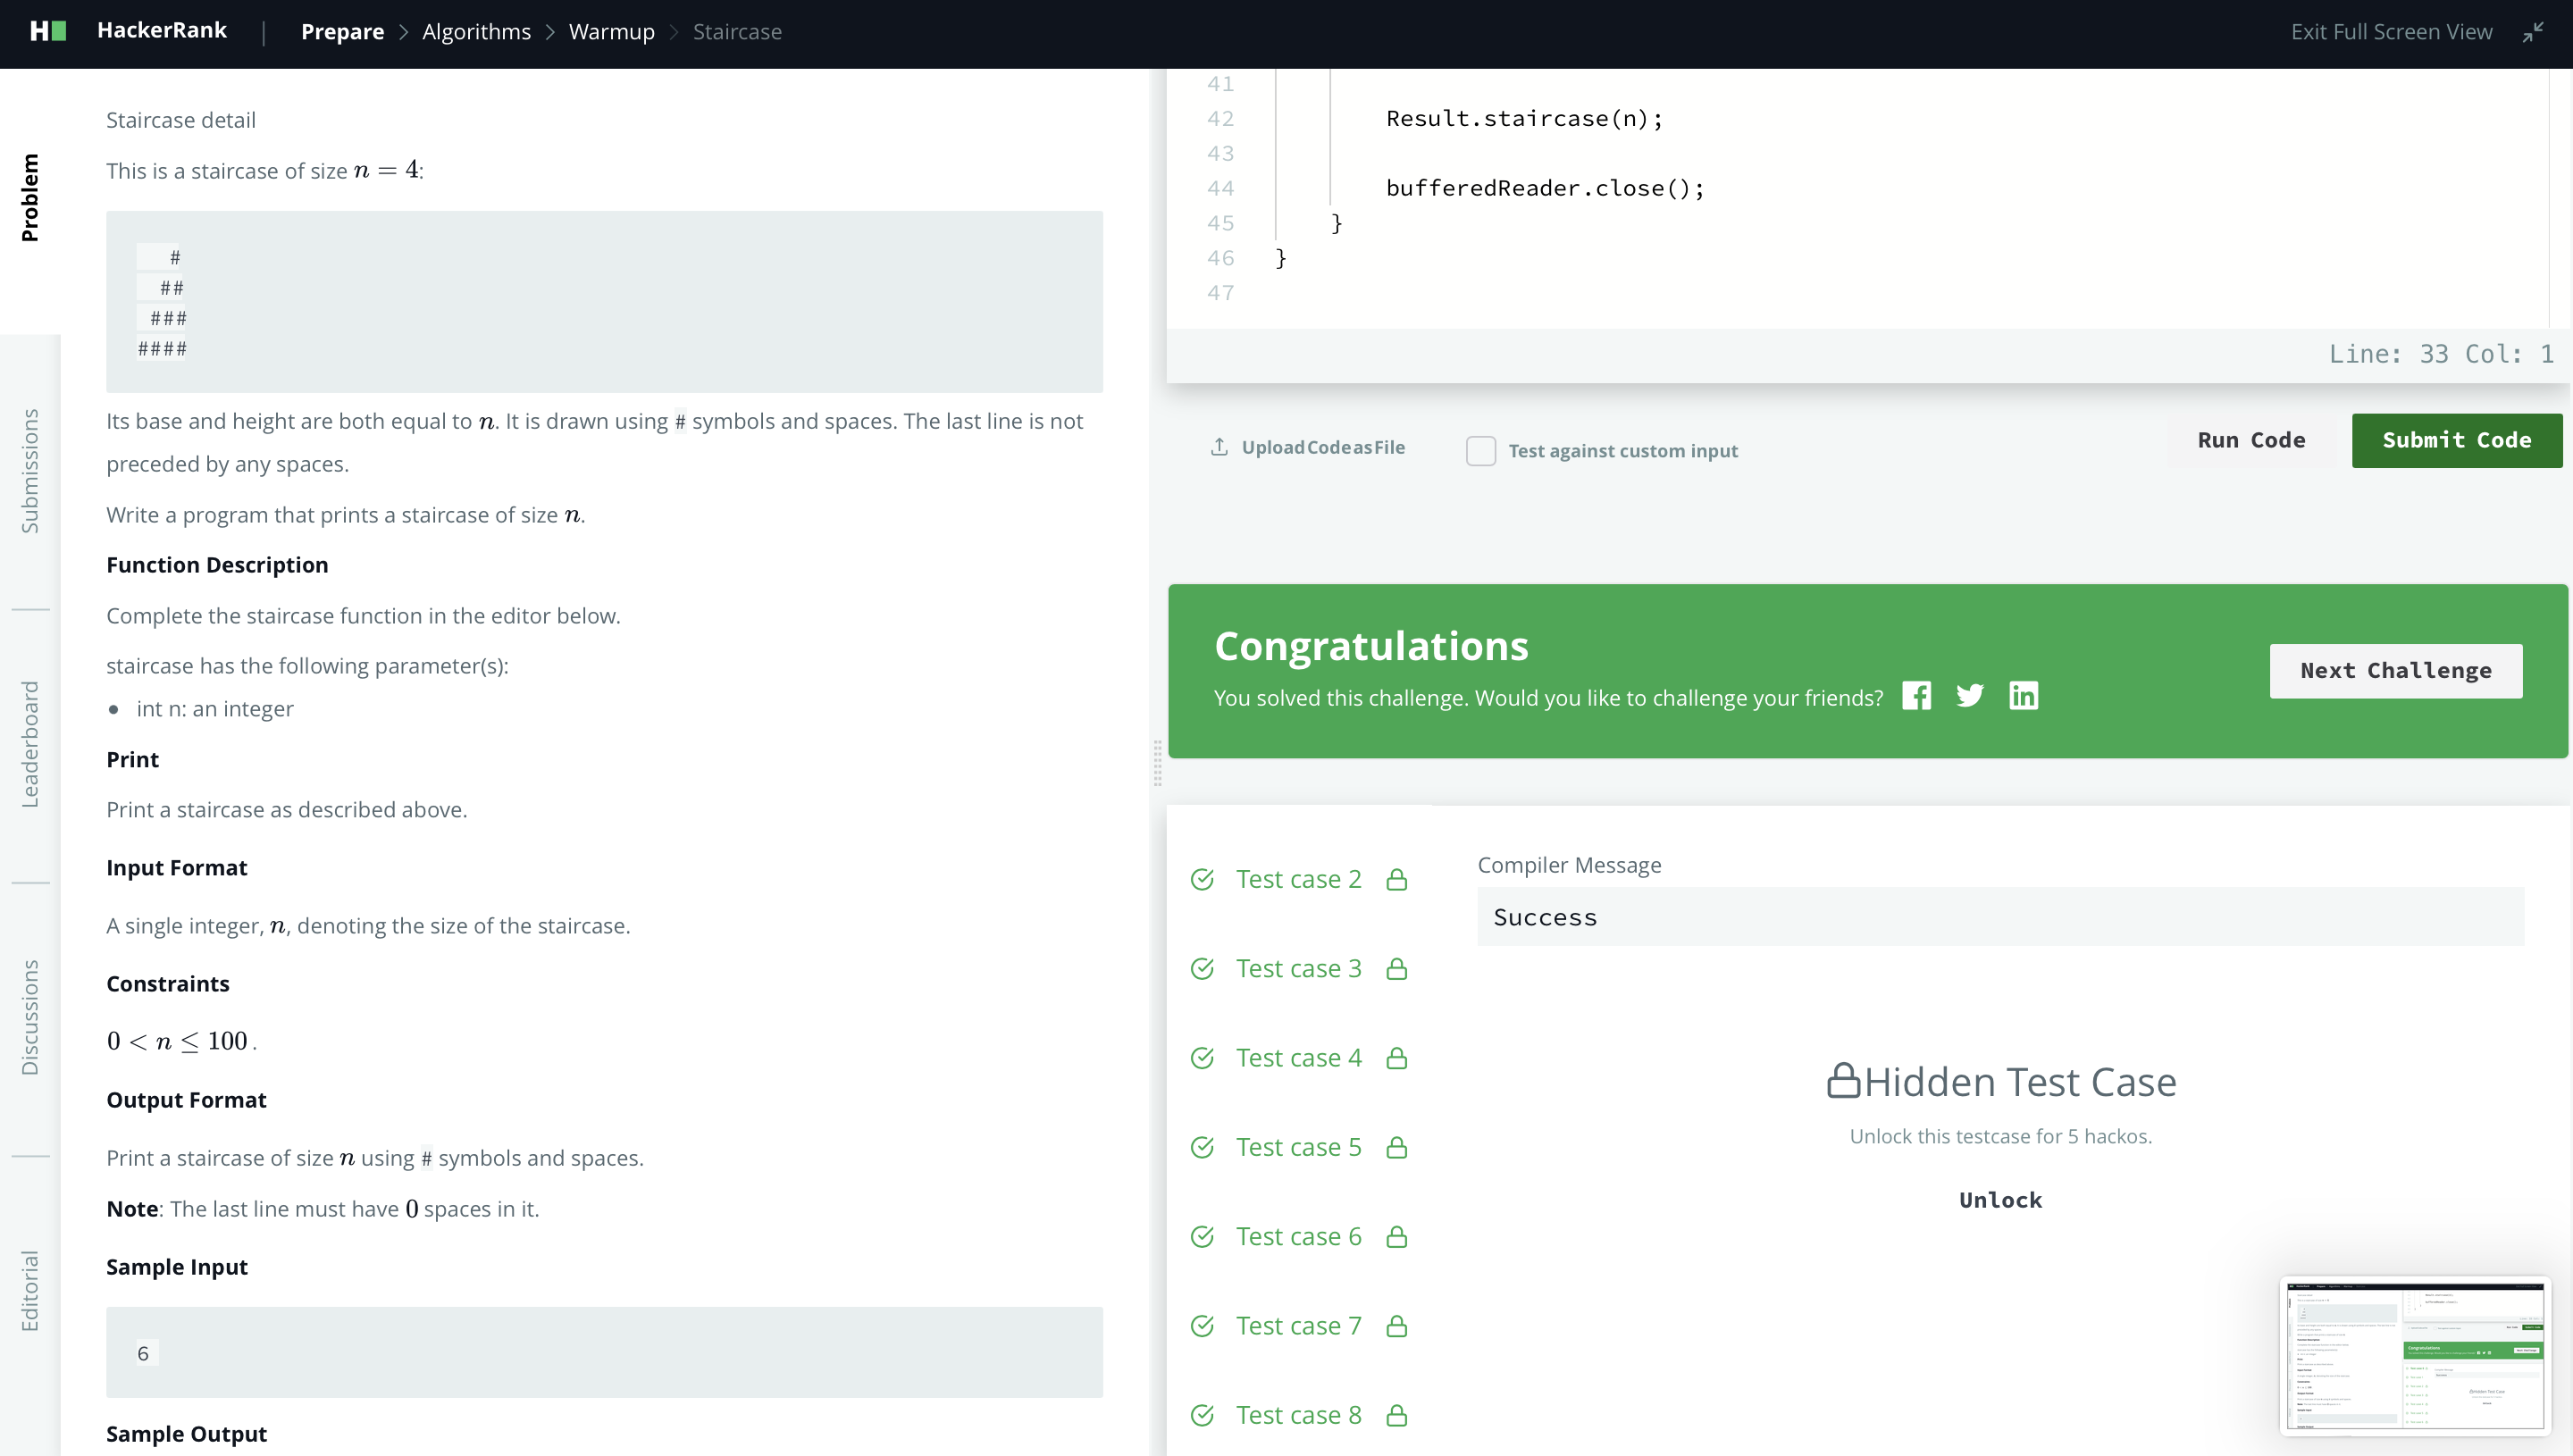 H HackerRank | Prepare > Algorithms > Warmup > Staircase Exit Full Screen View
Problem
Submissions
Leaderboard
Discussions
Editorial
Staircase detail
This is a staircase of size n = 4:
   #
  ##
 ###
####
Its base and height are both equal to n. It is drawn using # symbols and spaces. The last line is not
preceded by any spaces.
Write a program that prints a staircase of size n.
Function Description
Complete the staircase function in the editor below.
staircase has the following parameter(s):
• int n: an integer
Print
Print a staircase as described above.
Input Format
A single integer, n, denoting the size of the staircase.
Constraints
0 < n ≤ 100 .
Output Format
Print a staircase of size n using # symbols and spaces.
Note: The last line must have 0 spaces in it.
Sample Input
6
Sample Output
41
42 Result.staircase(n);
43
44 bufferedReader.close();
45 }
46 }
47
Line: 33 Col: 1
Upload Code as File Test against custom input Run Code Submit Code
Congratulations
You solved this challenge. Would you like to challenge your friends?
Next Challenge
Test case 2
Test case 3
Test case 4
Test case 5
Test case 6
Test case 7
Test case 8
Compiler Message
Success
Hidden Test Case
Unlock this testcase for 5 hackos.
Unlock